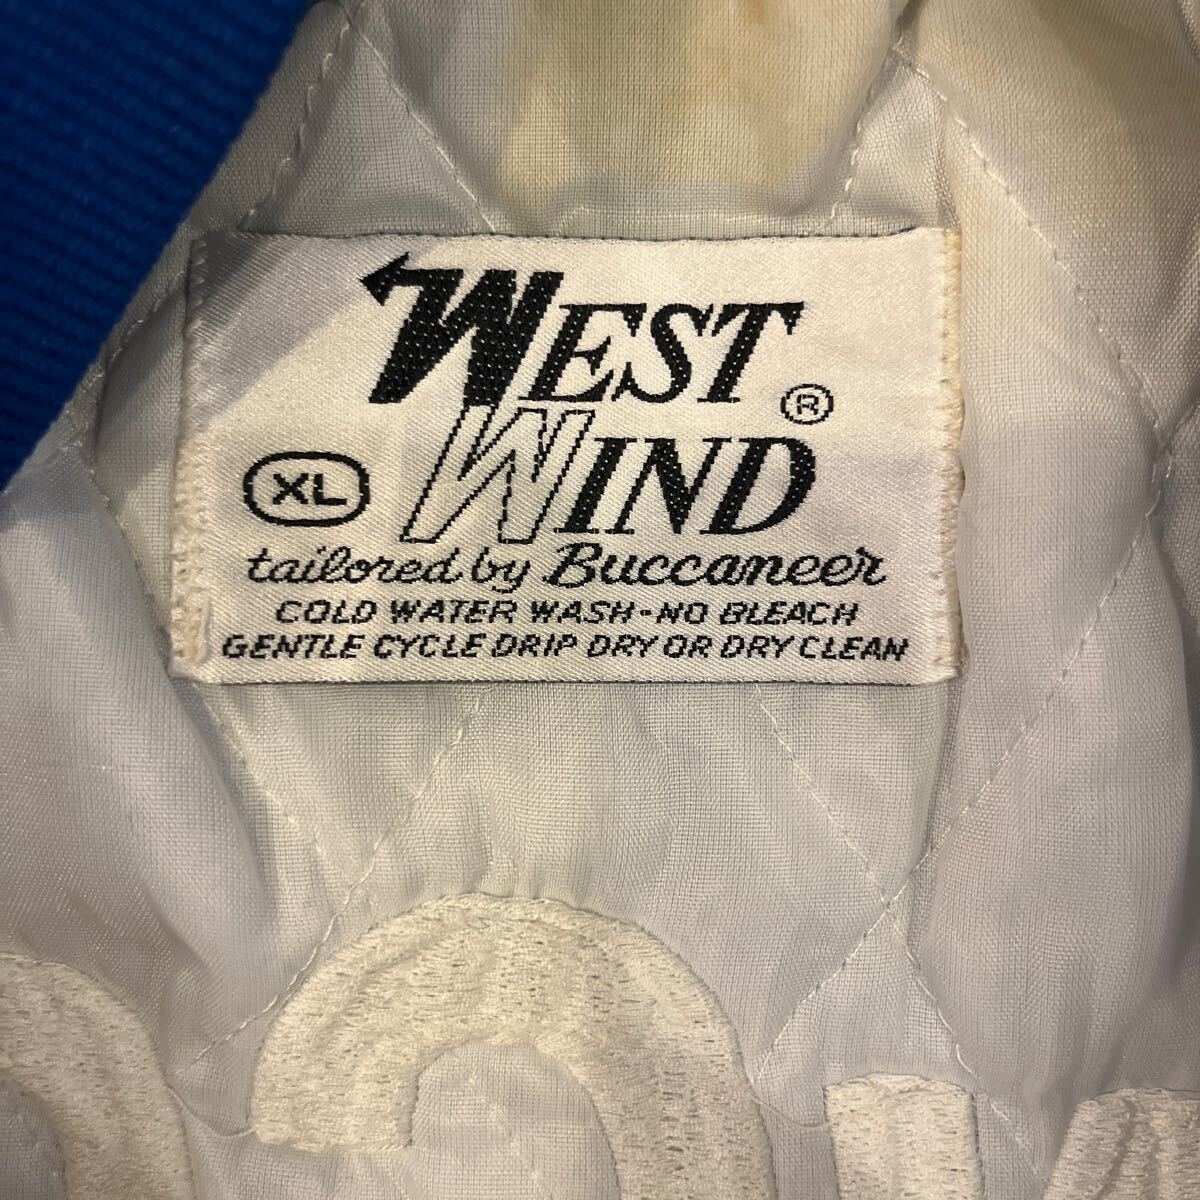 WEST
WIND ®
XL
tailored by Buccaneer
COLD WATER WASH-NO BLEACH
GENTLE CYCLE DRIP DRY OR DRY CLEAN